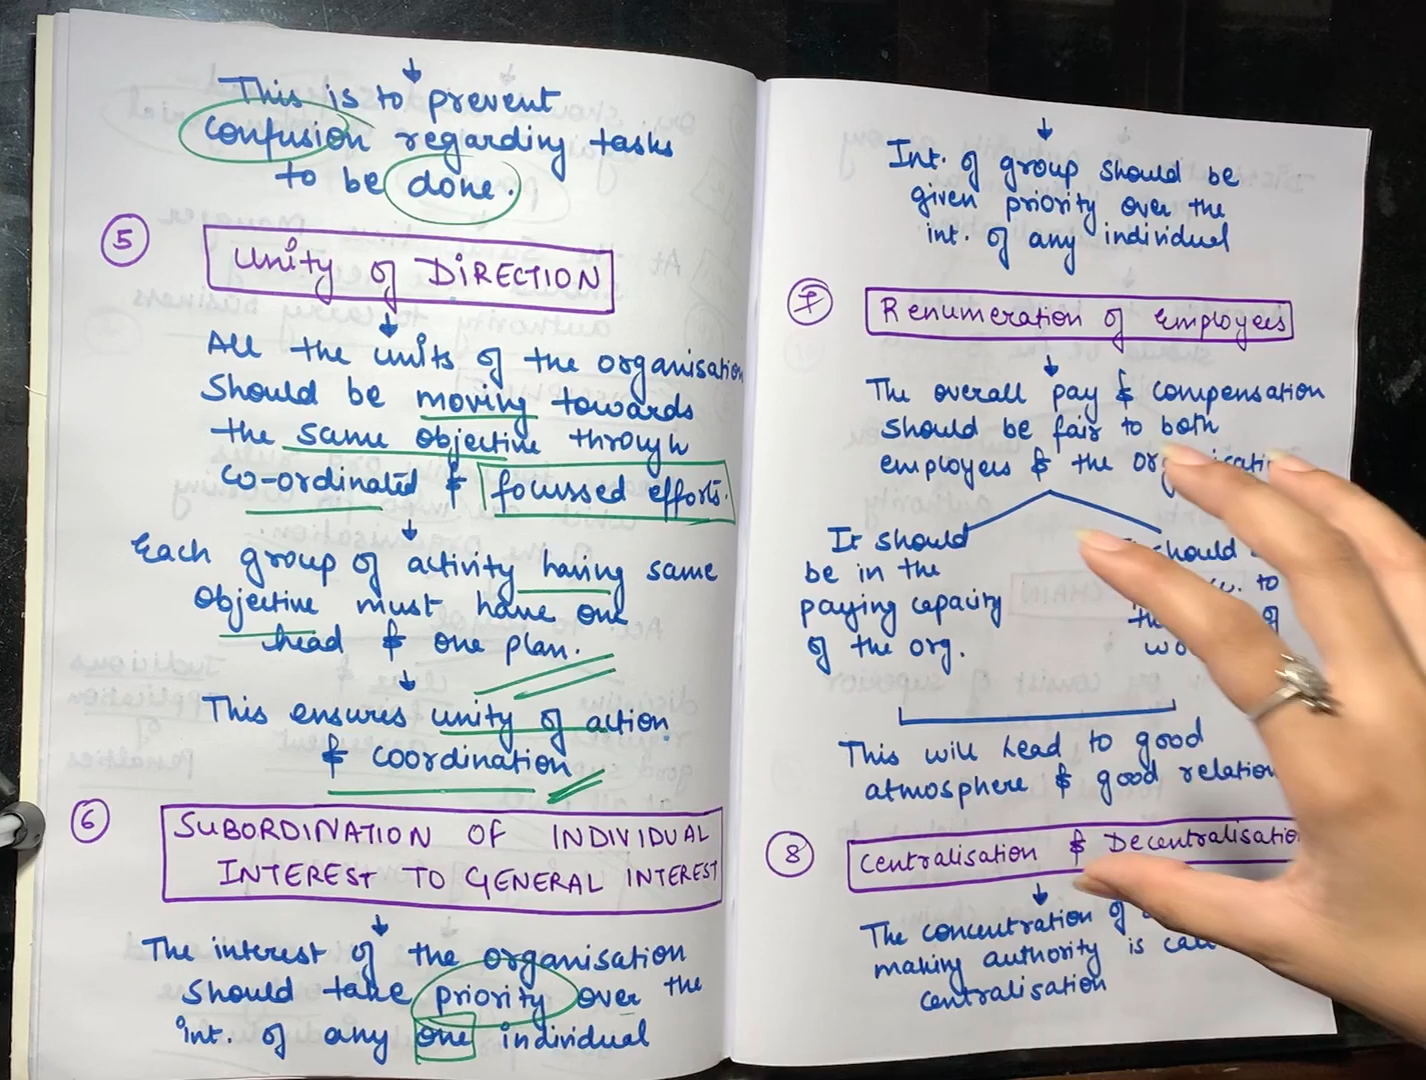 This is to prevent
confusion regarding tasks
to be done.
5 Unity of DIRECTION
All the units of the organisation
should be moving towards
the same objective through
co-ordinated & focussed efforts.
Each group of activity having same
objective must have one
head & one plan.
This ensures unity of action
& coordination
6 SUBORDINATION OF INDIVIDUAL
INTEREST TO GENERAL INTEREST
The interest of the organisation
should take priority over the
int. of any one individual
Int. of group should be
given priority over the
int. of any individual
7 Renumeration of Employees
The overall pay & compensation
should be fair to both
employees & the
It should
be in the
paying capacity
of the org.
should
to
of
This will lead to good
atmosphere & good relation
8 Centralisation & Decentralisation
The concentration of
making authority is
centralisation